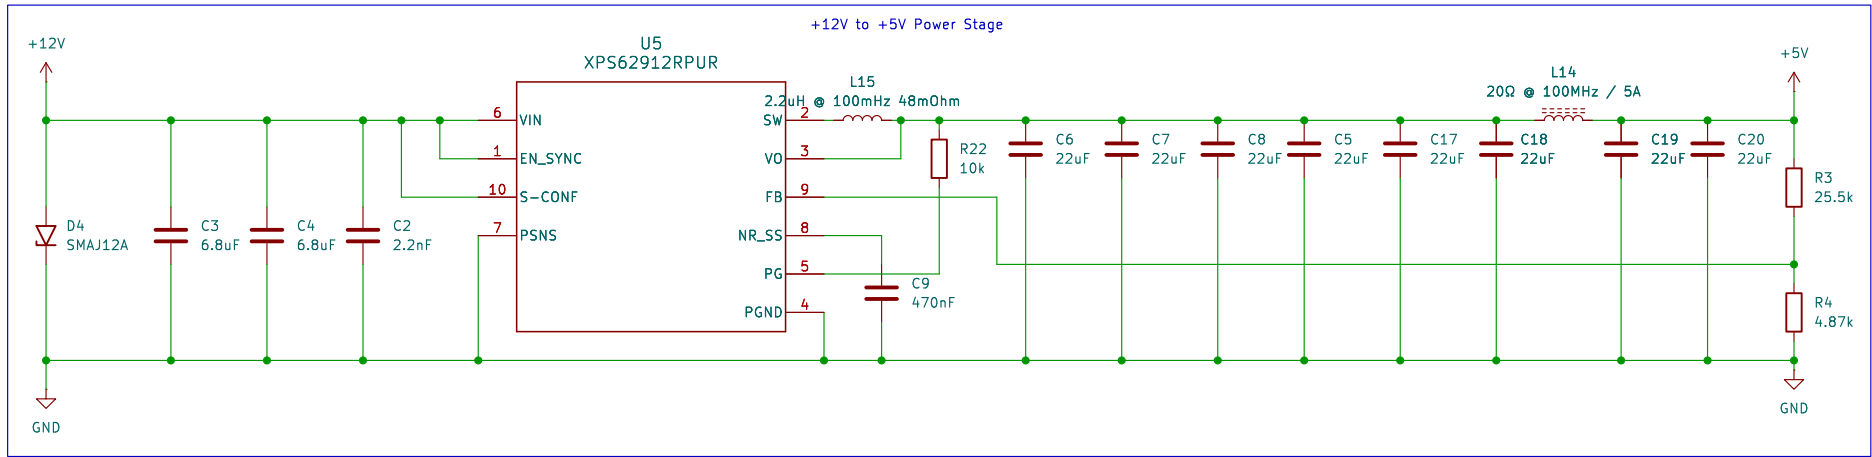 +12V to +5V Power Stage
+12V
U5
XPS62912RPUR
+5V
L15
2.2uH @ 100mHz 48mOhm
L14
20Ω @ 100MHz / 5A
6
VIN
SW
2
1
EN_SYNC
VO
3
10
S-CONF
FB
9
7
PSNS
NR_SS
8
PG
5
PGND
4
R22
10k
C6
22uF
C7
22uF
C8
22uF
C5
22uF
C17
22uF
C18
22uF
C19
22uF
C20
22uF
R3
25.5k
D4
SMAJ12A
C3
6.8uF
C4
6.8uF
C2
2.2nF
C9
470nF
R4
4.87k
GND
GND